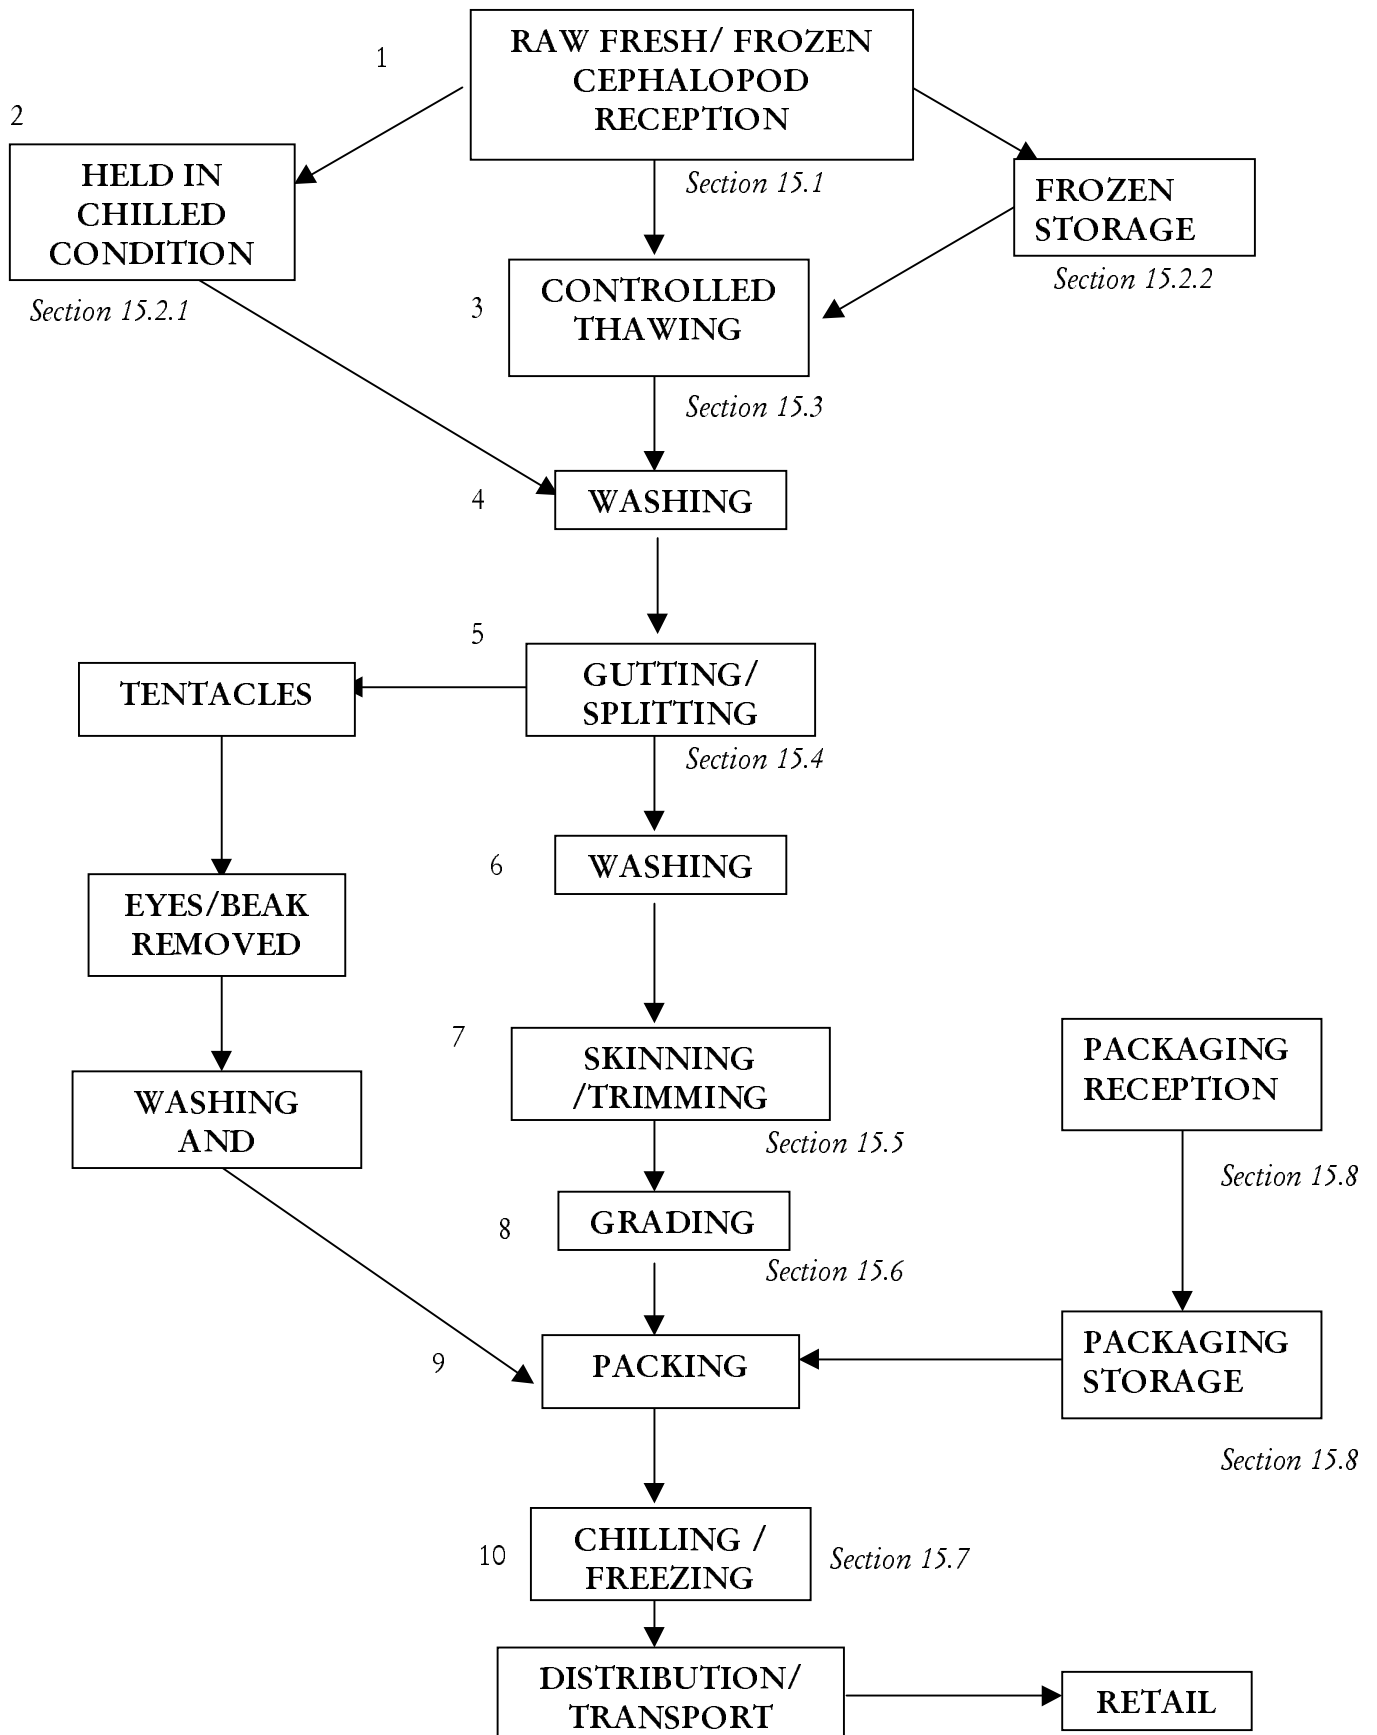 1
RAW FRESH/ FROZEN
CEPHALOPOD
RECEPTION
Section 15.1
2
HELD IN
CHILLED
CONDITION
Section 15.2.1
FROZEN
STORAGE
Section 15.2.2
3
CONTROLLED
THAWING
Section 15.3
4
WASHING
5
GUTTING/
SPLITTING
Section 15.4
TENTACLES
6
WASHING
EYES/BEAK
REMOVED
7
SKINNING
/TRIMMING
Section 15.5
PACKAGING
RECEPTION
Section 15.8
WASHING
AND
8
GRADING
Section 15.6
9
PACKING
PACKAGING
STORAGE
Section 15.8
10
CHILLING /
FREEZING
Section 15.7
DISTRIBUTION/
TRANSPORT
RETAIL